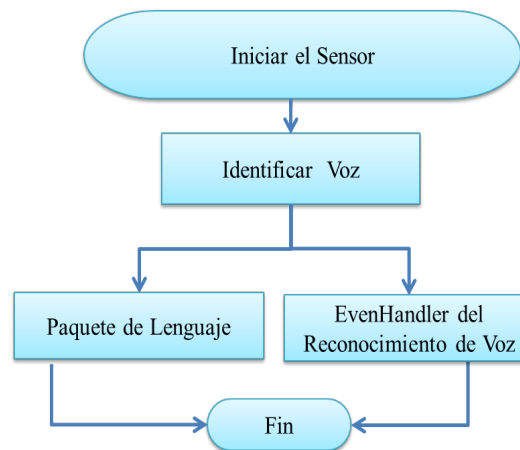 Iniciar el Sensor
Identificar Voz
Paquete de Lenguaje
EvenHandler del
Reconocimiento de Voz
Fin